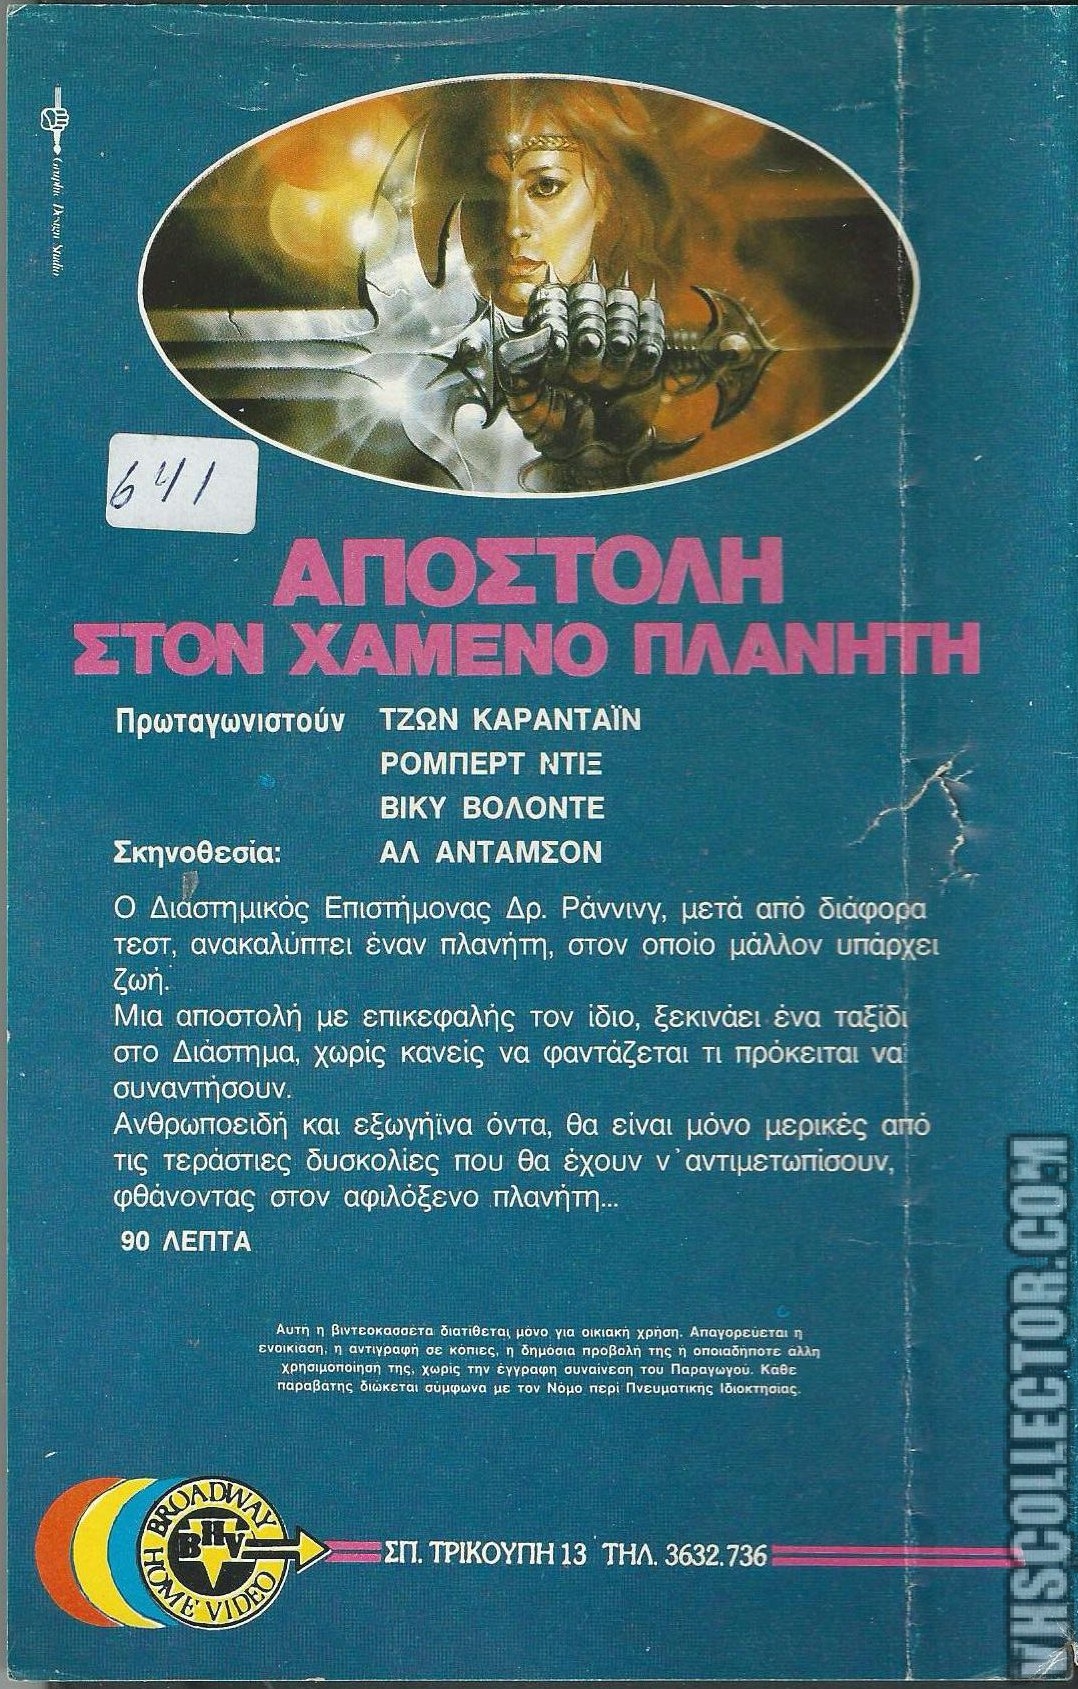 Graphic Design Studio
641
ΑΠΟΣΤΟΛΗ
ΣΤΟΝ ΧΑΜΕΝΟ ΠΛΑΝΗΤΗ
Πρωταγωνιστούν ΤΖΩΝ ΚΑΡΑΝΤΑΪΝ
ΡΟΜΠΕΡΤ ΝΤΙΞ
ΒΙΚΥ ΒΟΛΟΝΤΕ
Σκηνοθεσία: ΑΛ ΑΝΤΑΜΣΟΝ
Ο Διάστημικός Επιστήμονας Δρ. Ράννινγ, μετά από διάφορα
τεστ, ανακαλύπτει έναν πλανήτη, στον οποίο μάλλον υπάρχει
ζωή.
Μια αποστολή με επικεφαλής τον ίδιο, ξεκινάει ένα ταξίδι
στο Διάστημα, χωρίς κανείς να φαντάζεται τι πρόκειται να
συναντήσουν.
Ανθρωποειδή και εξωγήϊνα όντα, θα είναι μόνο μερικές από
τις τεράστιες δυσκολίες που θα έχουν ν'αντιμετωπίσουν,
φθάνοντας στον αφιλόξενο πλανήτη...
90 ΛΕΠΤΑ
Αυτή η βιντεοκασσέτα διατίθεται μόνο για οικιακή χρήση. Απαγορεύεται η
ενοικίαση, η αντιγραφή σε κόπιες, η δημόσια προβολή της ή οποιαδήποτε άλλη
χρησιμοποίησή της, χωρίς την έγγραφη συναίνεση του Παραγωγού. Κάθε
παραβάτης διώκεται σύμφωνα με τον Νόμο περί Πνευματικής Ιδιοκτησίας.
BROADWAY
BHV
HOME VIDEO
ΣΠ. ΤΡΙΚΟΥΠΗ 13 ΤΗΛ. 3632.736
VHSCOLLECTOR.COM